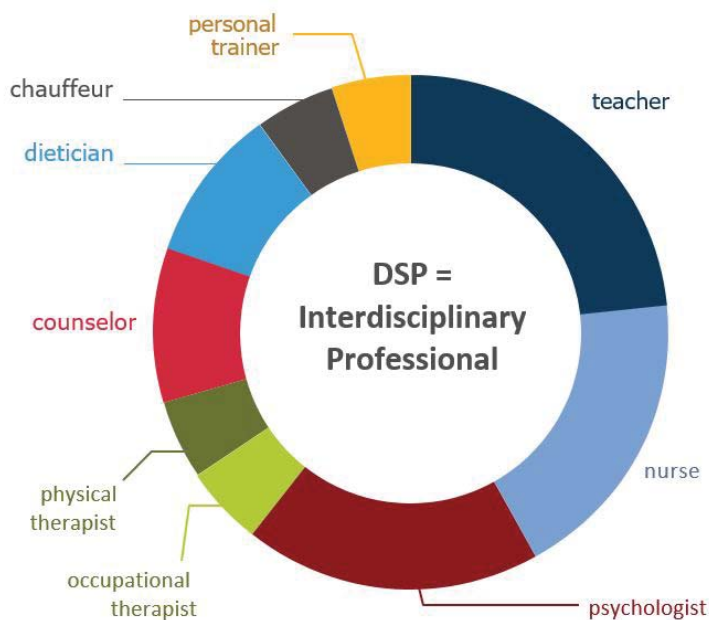 personal
trainer
chauffeur
teacher
dietician
DSP =
Interdisciplinary
Professional
counselor
nurse
physical
therapist
occupational
therapist
psychologist